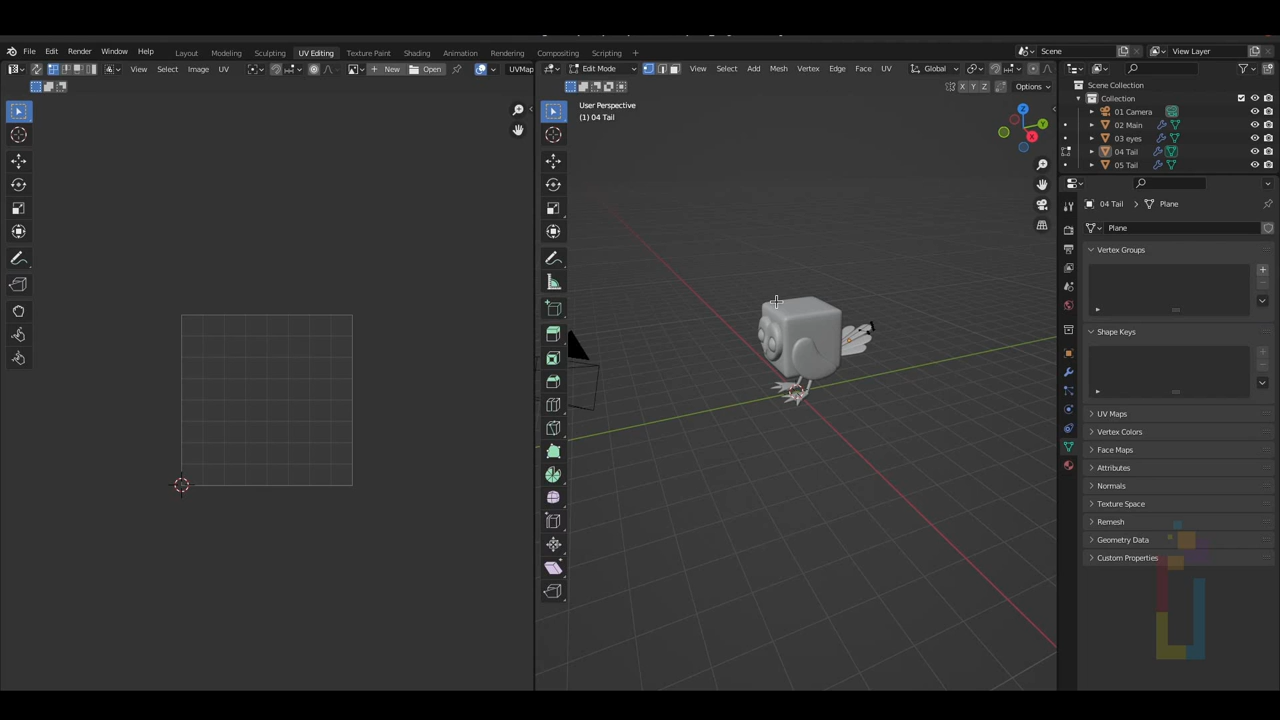 File Edit Render Window Help Layout Modeling Sculpting UV Editing Texture Paint Shading Animation Rendering Compositing Scripting + Scene View Layer
View Select Image UV New Open UVMap Edit Mode View Select Add Mesh Vertex Edge Face UV Global
X Y Z Options Scene Collection
Collection
User Perspective
(1) 04 Tail
01 Camera
02 Main
03 eyes
04 Tail
05 Tail
Z
Y
X
04 Tail > Plane
Plane
Vertex Groups
Shape Keys
UV Maps
Vertex Colors
Face Maps
Attributes
Normals
Texture Space
Remesh
Geometry Data
Custom Properties